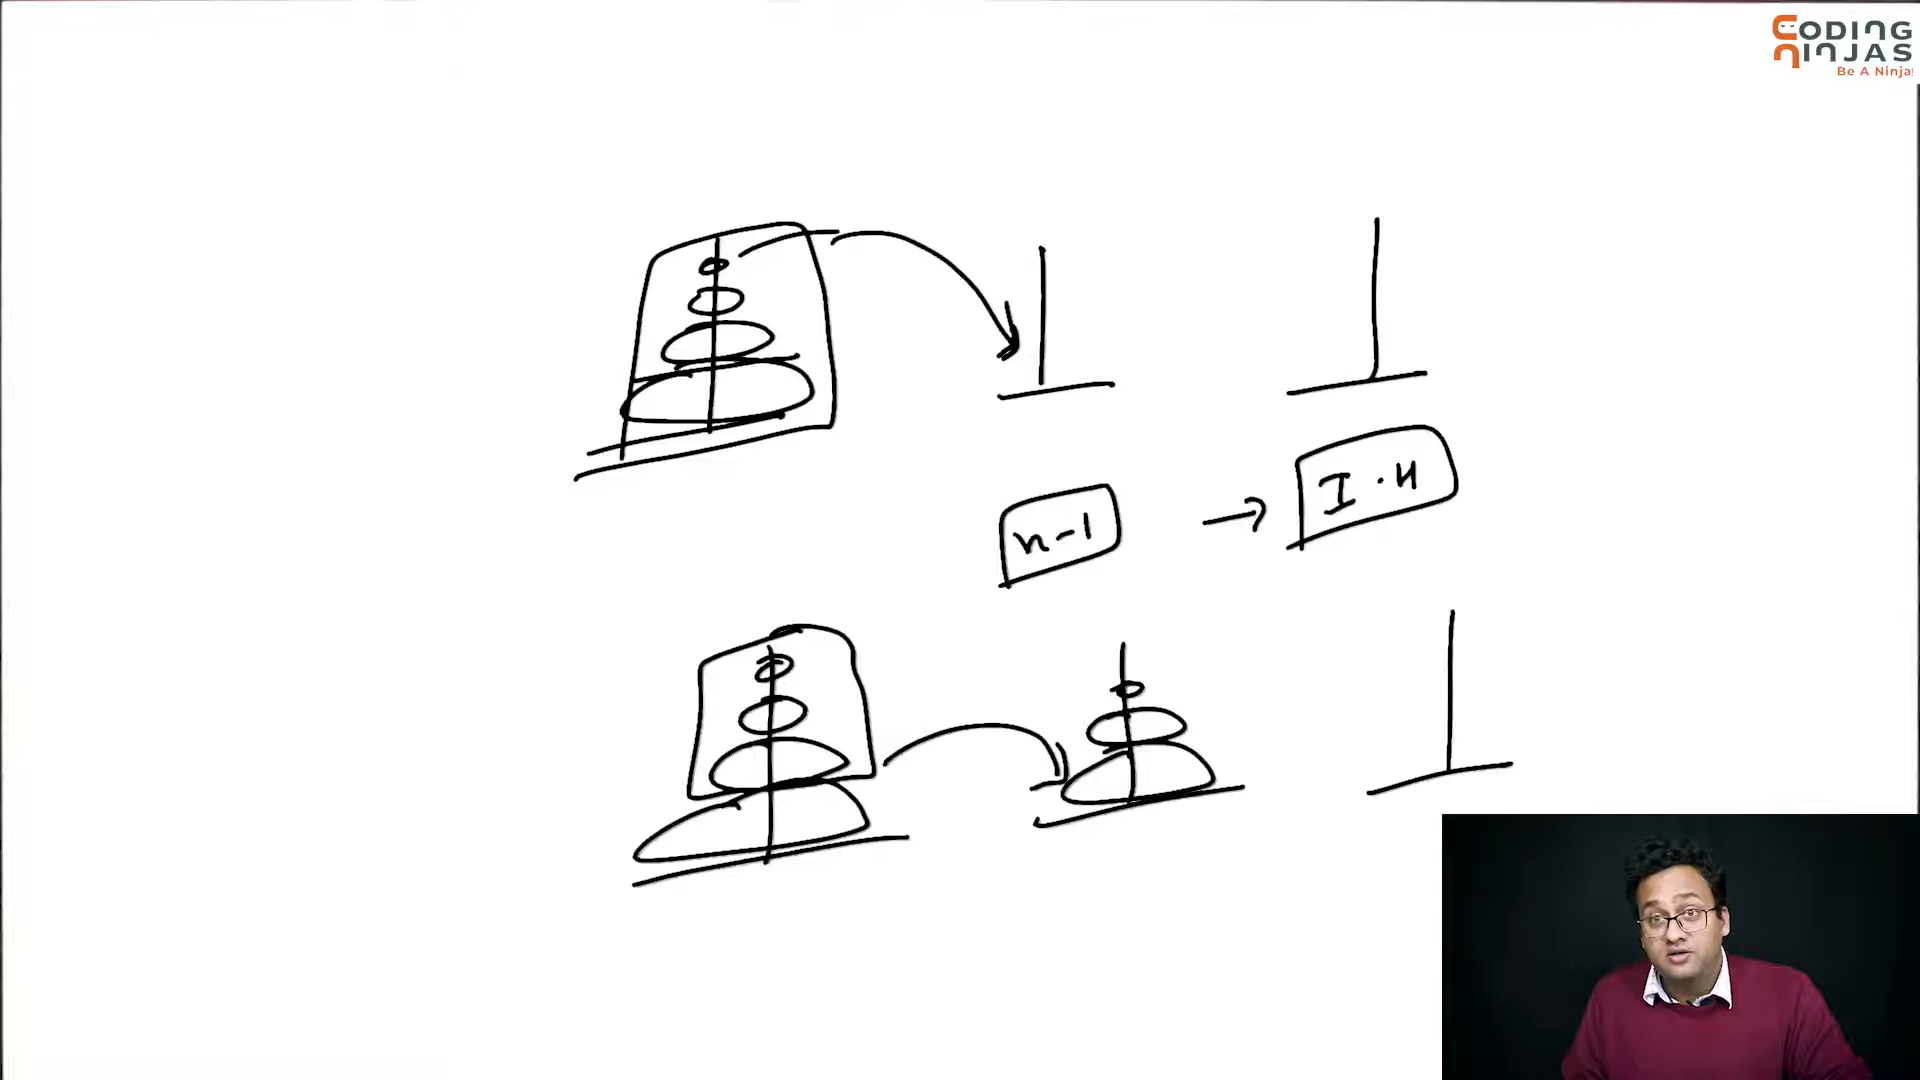 CODING
NINJAS
Be A Ninja!
n-1 → I.H